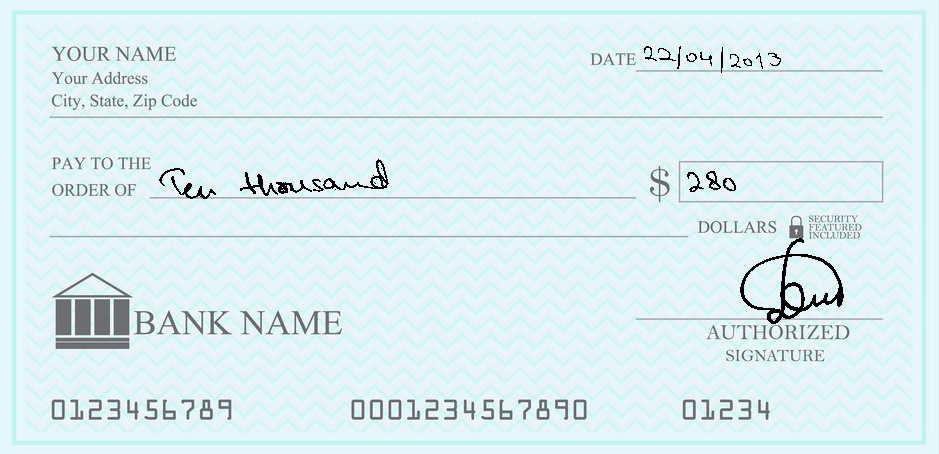 YOUR NAME
Your Address
City, State, Zip Code
DATE 22/04/2013
PAY TO THE
ORDER OF Ten thousand $ 280
DOLLARS SECURITY
FEATURED
INCLUDED
BANK NAME
AUTHORIZED
SIGNATURE
0123456789 0001234567890 01234